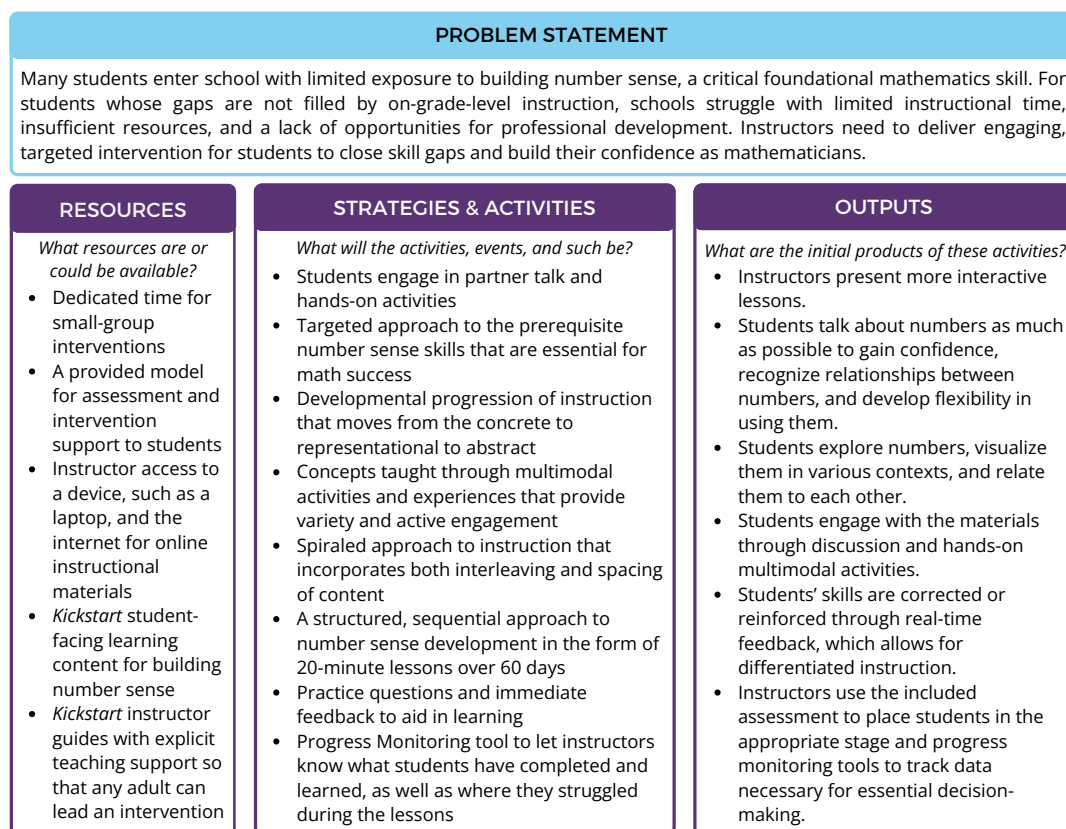 PROBLEM STATEMENT
Many students enter school with limited exposure to building number sense, a critical foundational mathematics skill. For
students whose gaps are not filled by on-grade-level instruction, schools struggle with limited instructional time,
insufficient resources, and a lack of opportunities for professional development. Instructors need to deliver engaging,
targeted intervention for students to close skill gaps and build their confidence as mathematicians.
RESOURCES
What resources are or
could be available?
• Dedicated time for
small-group
interventions
• A provided model
for assessment and
intervention
support to students
• Instructor access to
a device, such as a
laptop, and the
internet for online
instructional
materials
• Kickstart student-
facing learning
content for building
number sense
• Kickstart instructor
guides with explicit
teaching support so
that any adult can
lead an intervention
STRATEGIES & ACTIVITIES
What will the activities, events, and such be?
• Students engage in partner talk and
hands-on activities
• Targeted approach to the prerequisite
number sense skills that are essential for
math success
• Developmental progression of instruction
that moves from the concrete to
representational to abstract
• Concepts taught through multimodal
activities and experiences that provide
variety and active engagement
• Spiraled approach to instruction that
incorporates both interleaving and spacing
of content
• A structured, sequential approach to
number sense development in the form of
20-minute lessons over 60 days
• Practice questions and immediate
feedback to aid in learning
• Progress Monitoring tool to let instructors
know what students have completed and
learned, as well as where they struggled
during the lessons
OUTPUTS
What are the initial products of these activities?
• Instructors present more interactive
lessons.
• Students talk about numbers as much
as possible to gain confidence,
recognize relationships between
numbers, and develop flexibility in
using them.
• Students explore numbers, visualize
them in various contexts, and relate
them to each other.
• Students engage with the materials
through discussion and hands-on
multimodal activities.
• Students' skills are corrected or
reinforced through real-time
feedback, which allows for
differentiated instruction.
• Instructors use the included
assessment to place students in the
appropriate stage and progress
monitoring tools to track data
necessary for essential decision-
making.